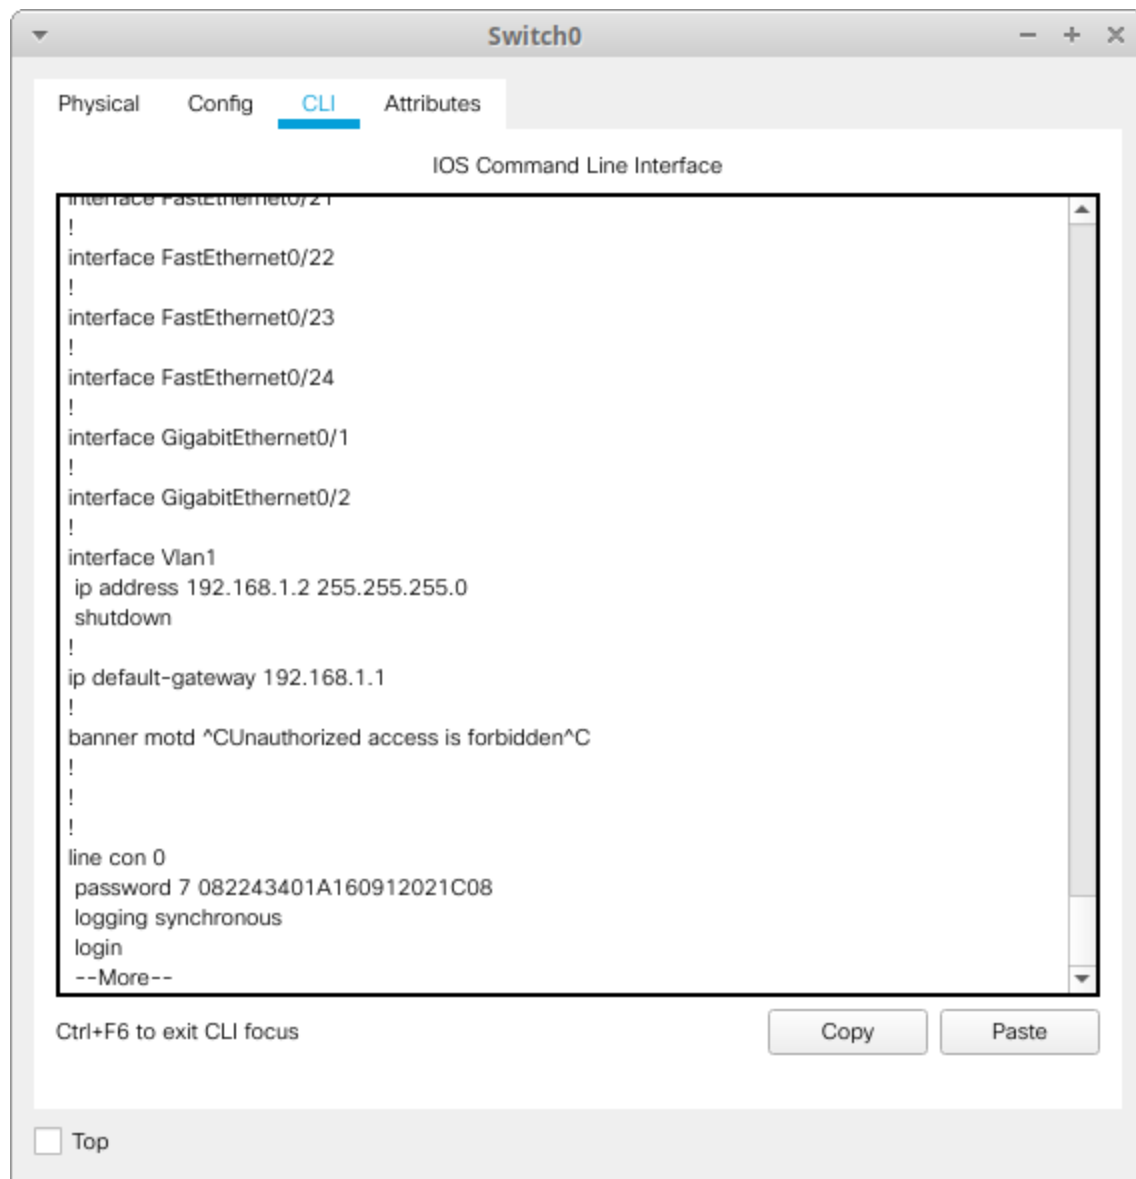 Switch0
Physical Config CLI Attributes
IOS Command Line Interface
interface FastEthernet0/21
!
interface FastEthernet0/22
!
interface FastEthernet0/23
!
interface FastEthernet0/24
!
interface GigabitEthernet0/1
!
interface GigabitEthernet0/2
!
interface Vlan1
ip address 192.168.1.2 255.255.255.0
shutdown
!
ip default-gateway 192.168.1.1
!
banner motd ^CUnauthorized access is forbidden^C
!
!
!
line con 0
password 7 082243401A160912021C08
logging synchronous
login
--More--
Ctrl+F6 to exit CLI focus
Copy Paste
Top